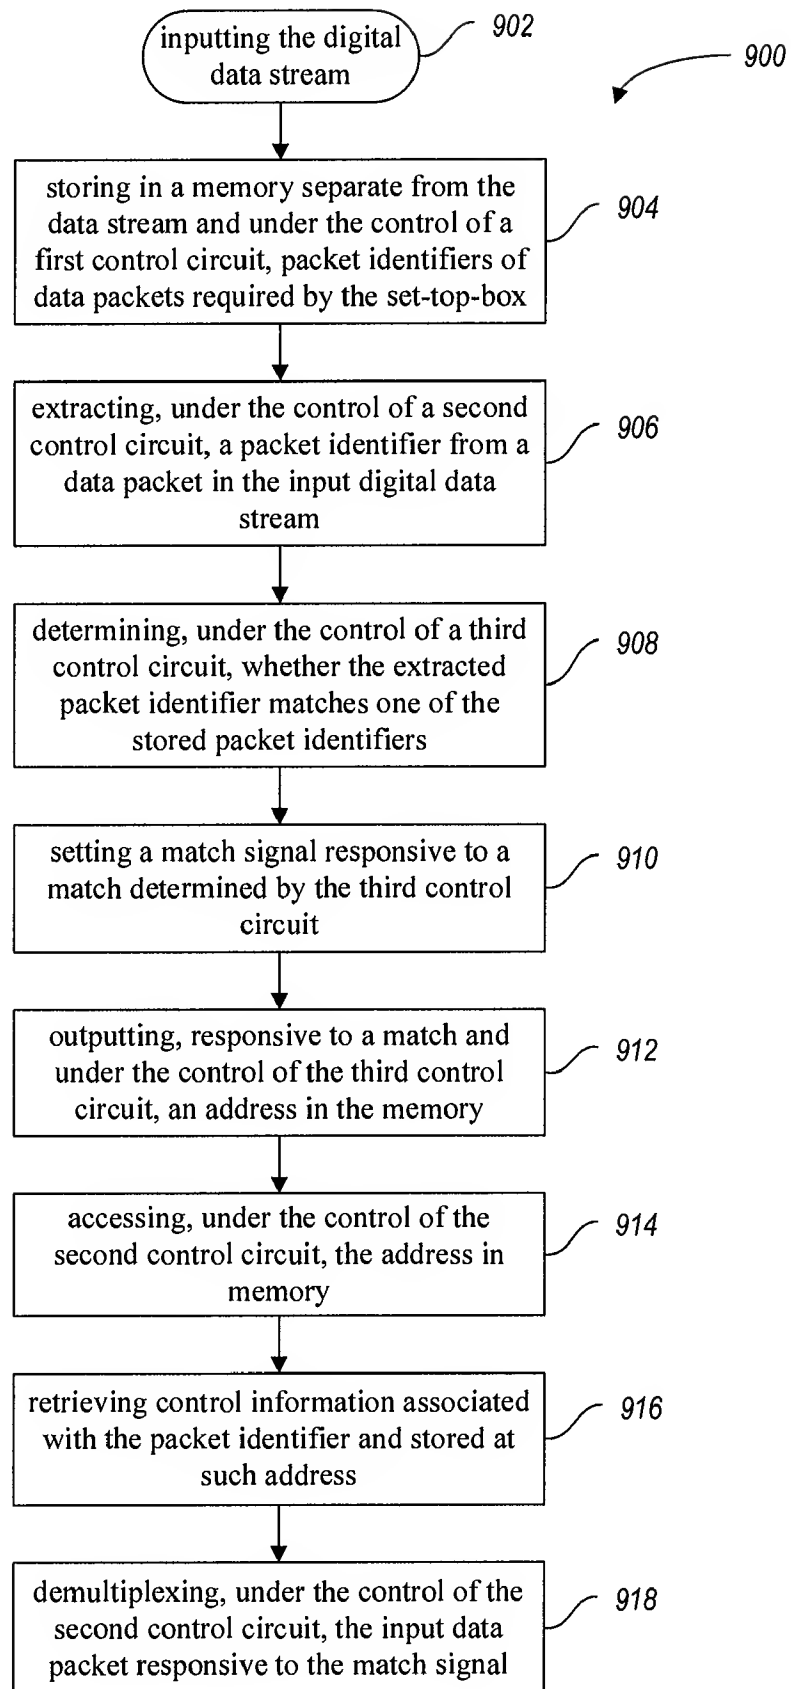 inputting the digital
data stream
902
900
storing in a memory separate from the
data stream and under the control of a
first control circuit, packet identifiers of
data packets required by the set-top-box
904
extracting, under the control of a second
control circuit, a packet identifier from a
data packet in the input digital data
stream
906
determining, under the control of a third
control circuit, whether the extracted
packet identifier matches one of the
stored packet identifiers
908
setting a match signal responsive to a
match determined by the third control
circuit
910
outputting, responsive to a match and
under the control of the third control
circuit, an address in the memory
912
accessing, under the control of the
second control circuit, the address in
memory
914
retrieving control information associated
with the packet identifier and stored at
such address
916
demultiplexing, under the control of the
second control circuit, the input data
packet responsive to the match signal
918